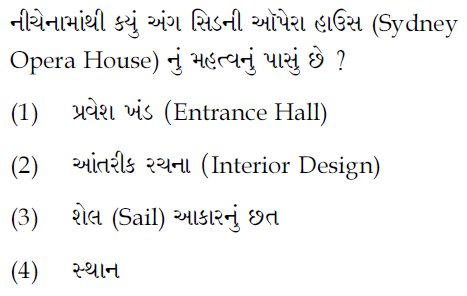 નીચેનામાંથી કયું અંગ સિડની ઑપેરા હાઉસ (Sydney
Opera House) નું મહત્વનું પાસું છે ?
(1) પ્રવેશ ખંડ (Entrance Hall)
(2) આંતરીક રચના (Interior Design)
(3) શેલ (Sail) આકારનું છત
(4) સ્થાન